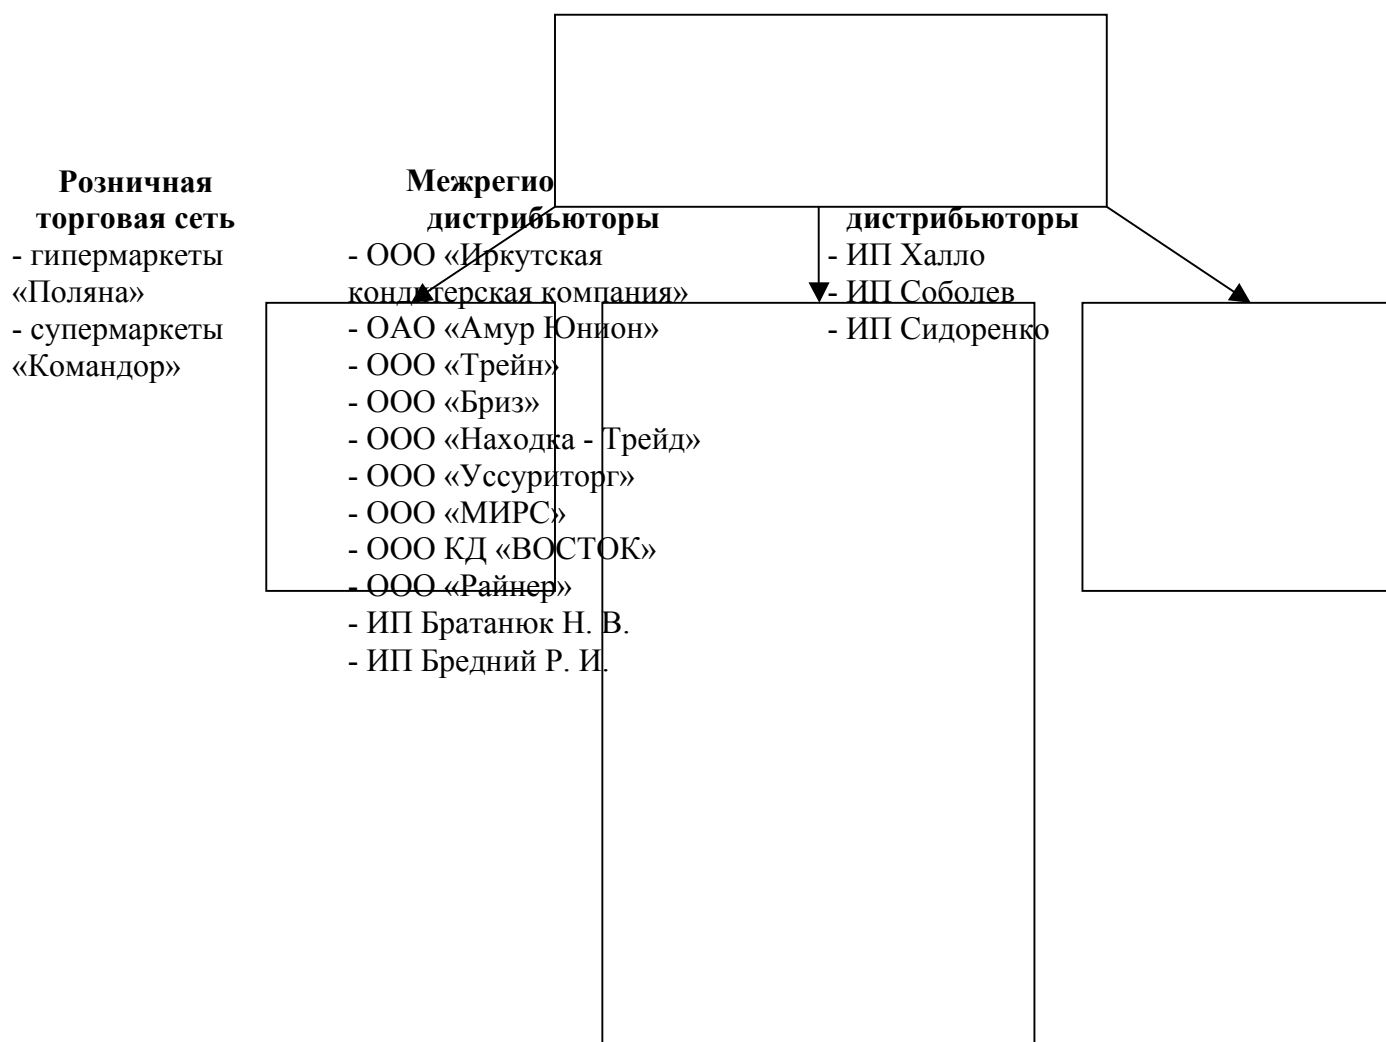 Розничная
торговая сеть
- гипермаркеты
«Поляна»
- супермаркеты
«Командор»
Межрегио
дистрибьюторы
- ООО «Иркутская
кондитерская компания»
- ОАО «Амур Юнион»
- ООО «Трейн»
- ООО «Бриз»
- ООО «Находка - Трейд»
- ООО «Уссуриторг»
- ООО «МИРС»
- ООО КД «ВОСТОК»
- ООО «Райнер»
- ИП Братанюк Н. В.
- ИП Бредний Р. И.
дистрибьюторы
- ИП Халло
- ИП Соболев
- ИП Сидоренко